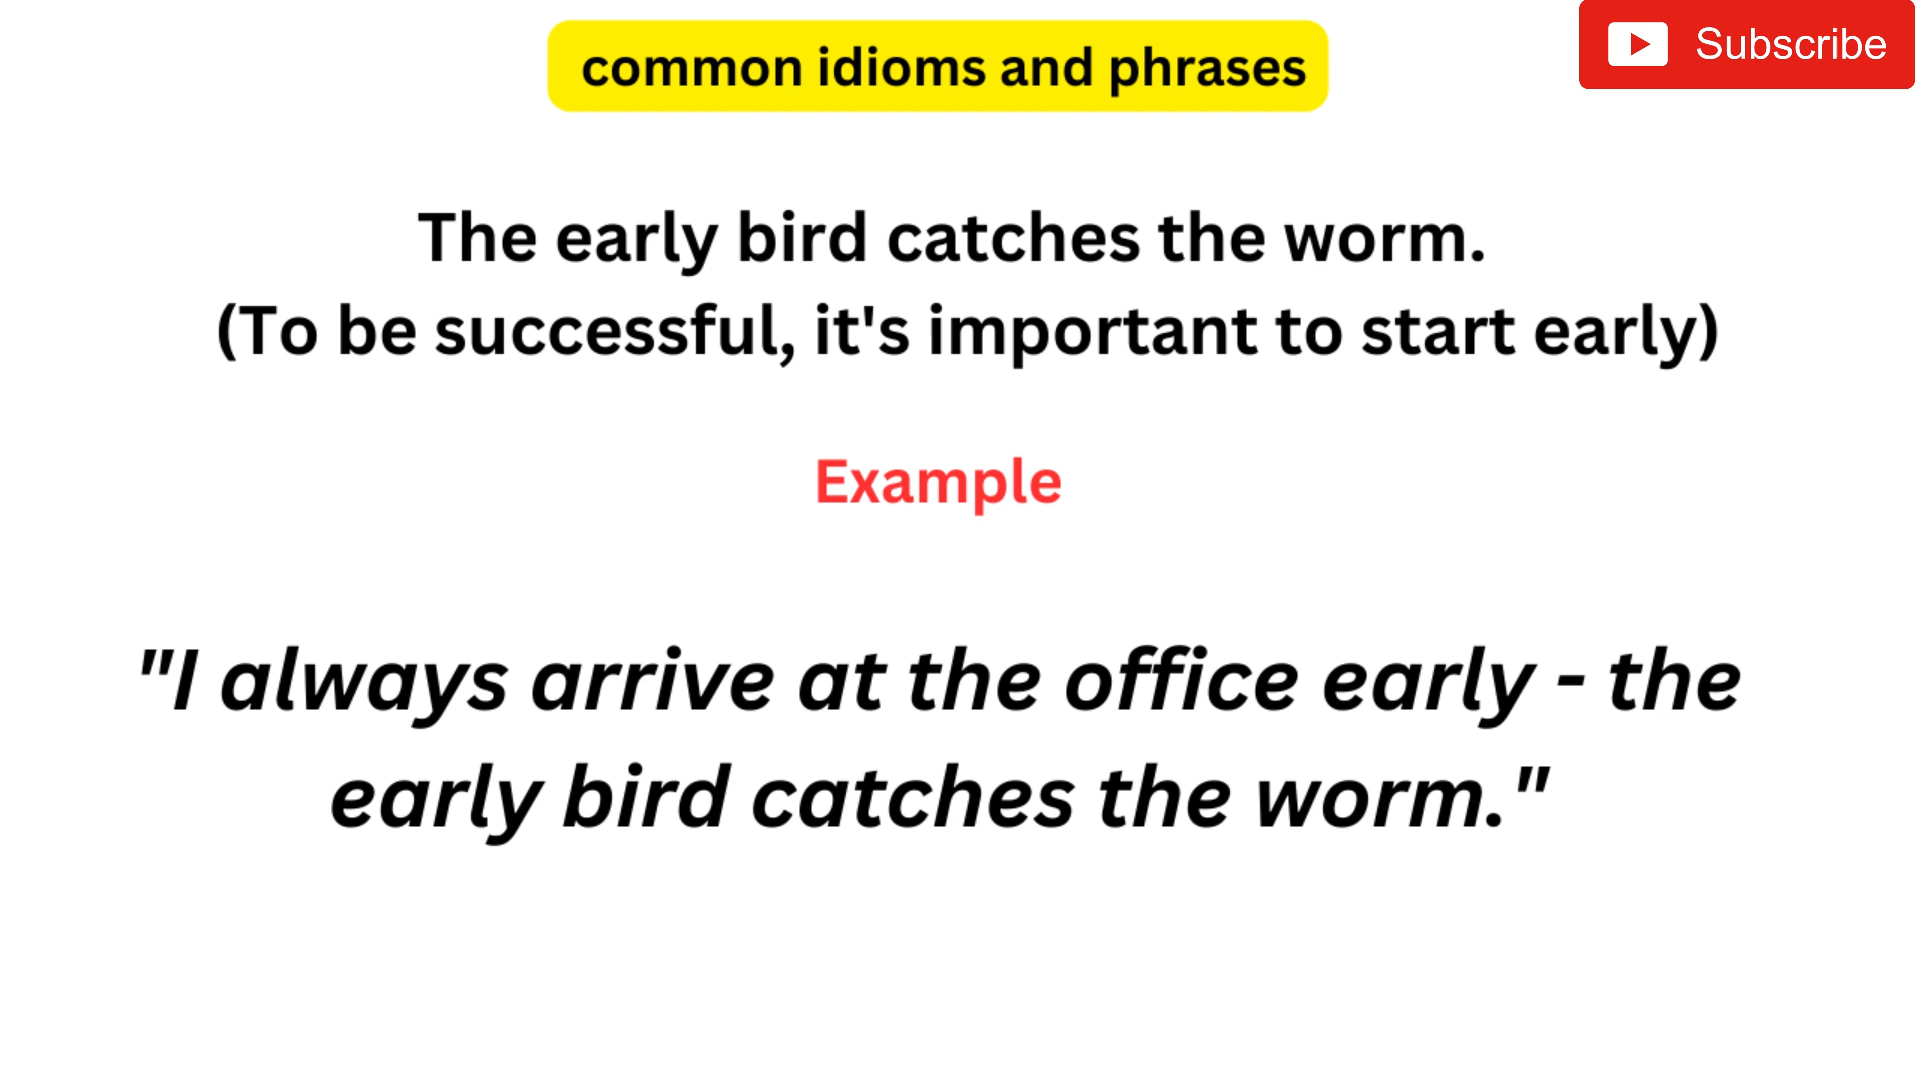 common idioms and phrases
Subscribe
The early bird catches the worm.
(To be successful, it's important to start early)
Example
"I always arrive at the office early - the
early bird catches the worm."